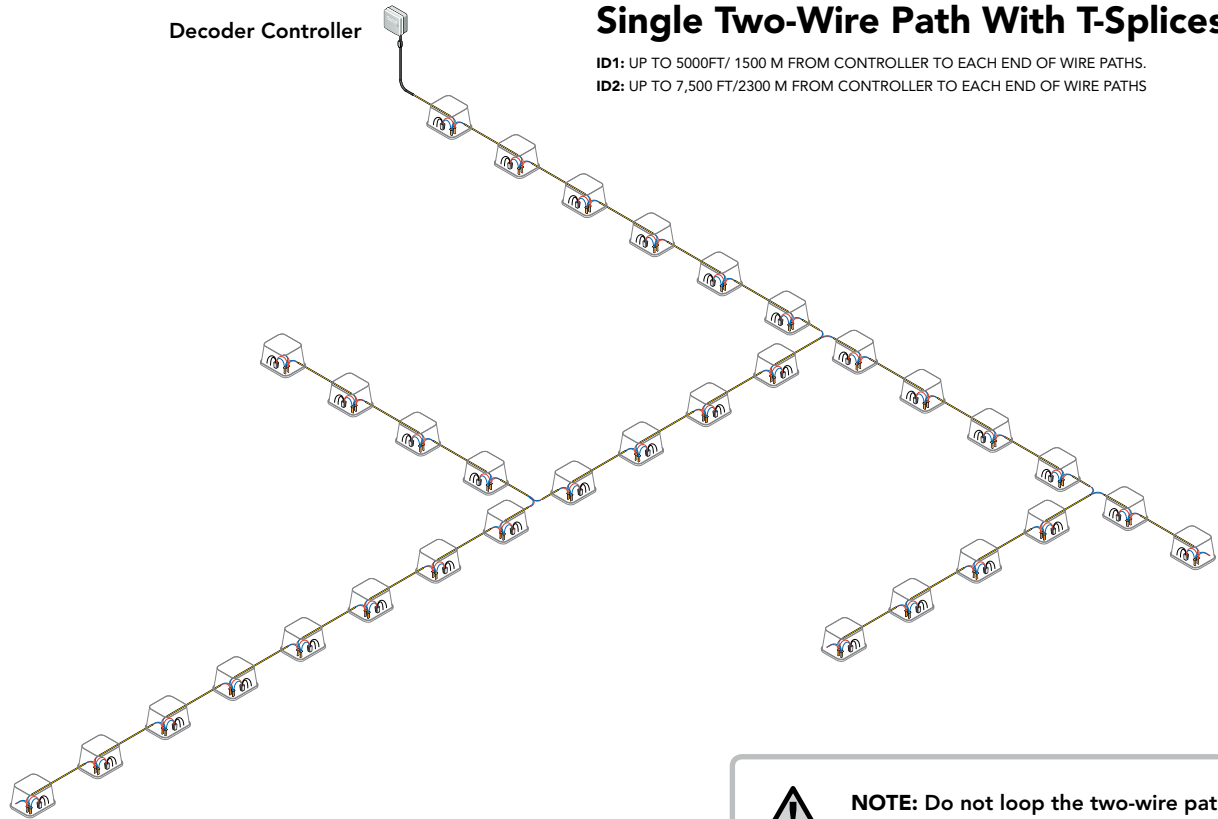 Decoder Controller
Single Two-Wire Path With T-Splices
ID1: UP TO 5000FT/ 1500 M FROM CONTROLLER TO EACH END OF WIRE PATHS.
ID2: UP TO 7,500 FT/2300 M FROM CONTROLLER TO EACH END OF WIRE PATHS
NOTE: Do not loop the two-wire